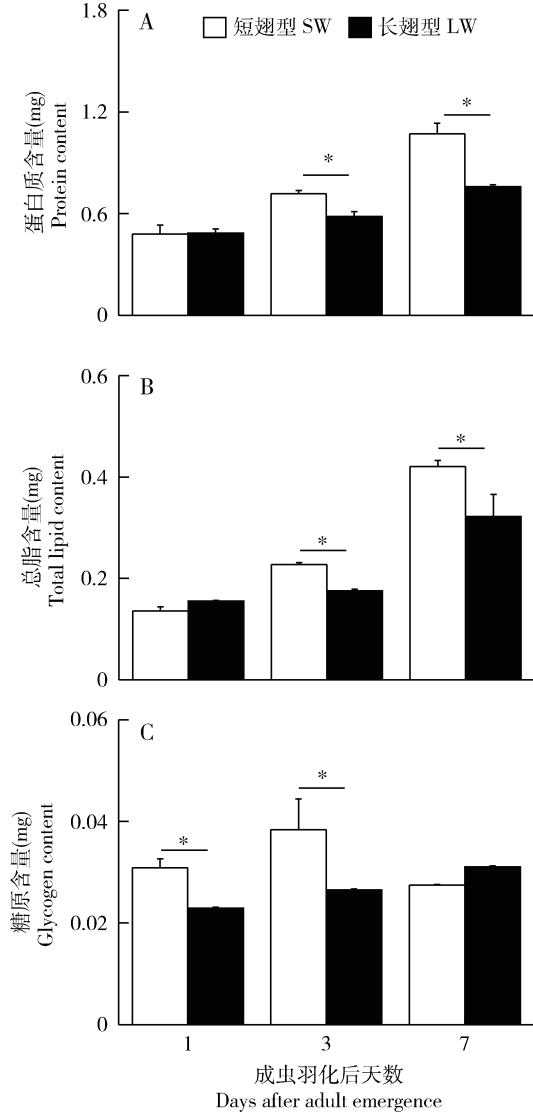 A
短翅型 SW
长翅型 LW
蛋白质含量(mg)
Protein content
1.8
1.2
0.6
0
*
*
B
总脂含量(mg)
Total lipid content
0.6
0.4
0.2
0
*
*
C
糖原含量(mg)
Glycogen content
0.06
0.04
0.02
0
*
*
1
3
7
成虫羽化后天数
Days after adult emergence